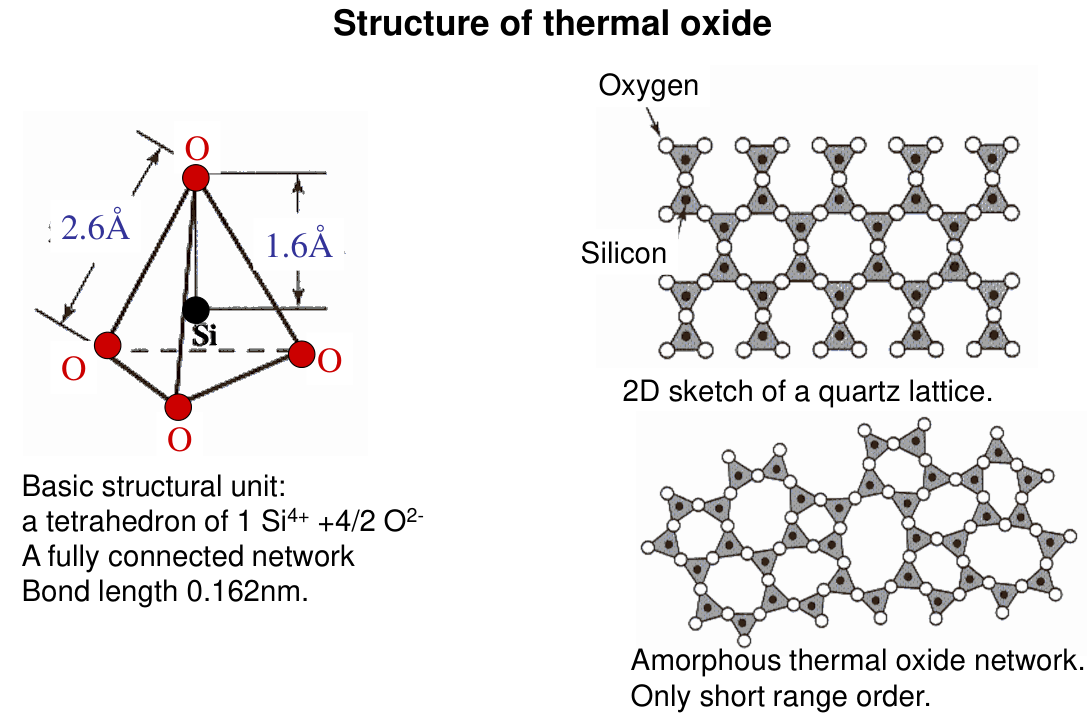 Structure of thermal oxide
O
2.6Å
1.6Å
Si
O
O
O
Basic structural unit:
a tetrahedron of 1 Si⁴⁺ +4/2 O²⁻
A fully connected network
Bond length 0.162nm.
Oxygen
Silicon
2D sketch of a quartz lattice.
Amorphous thermal oxide network.
Only short range order.